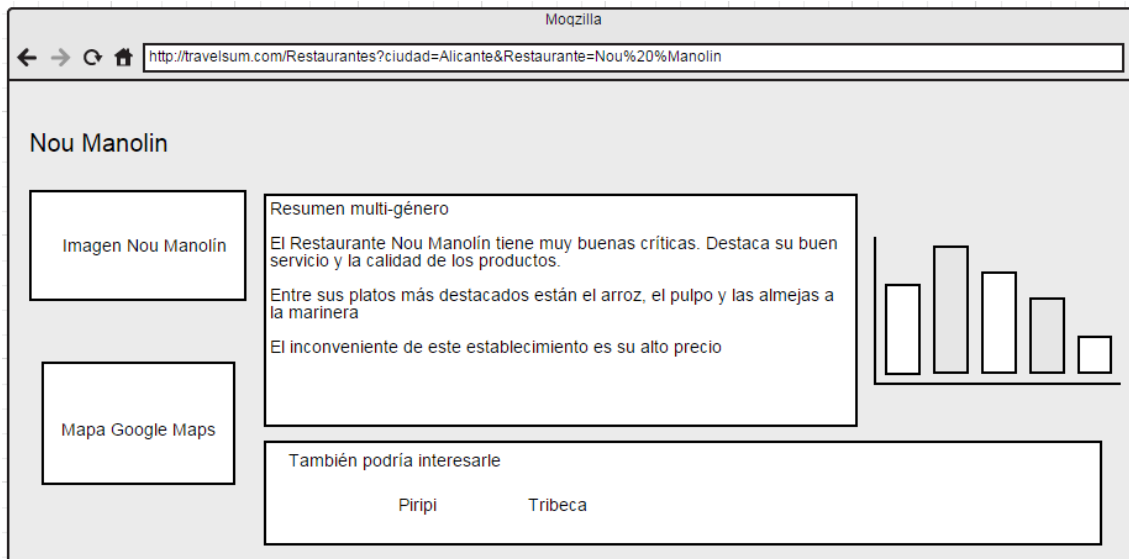 Moqzilla
http://travelsum.com/Restaurantes?ciudad=Alicante&Restaurante=Nou%20%Manolin
Nou Manolin
Imagen Nou Manolín
Resumen multi-género
El Restaurante Nou Manolín tiene muy buenas críticas. Destaca su buen
servicio y la calidad de los productos.
Entre sus platos más destacados están el arroz, el pulpo y las almejas a
la marinera
El inconveniente de este establecimiento es su alto precio
Mapa Google Maps
También podría interesarle
Piripi Tribeca